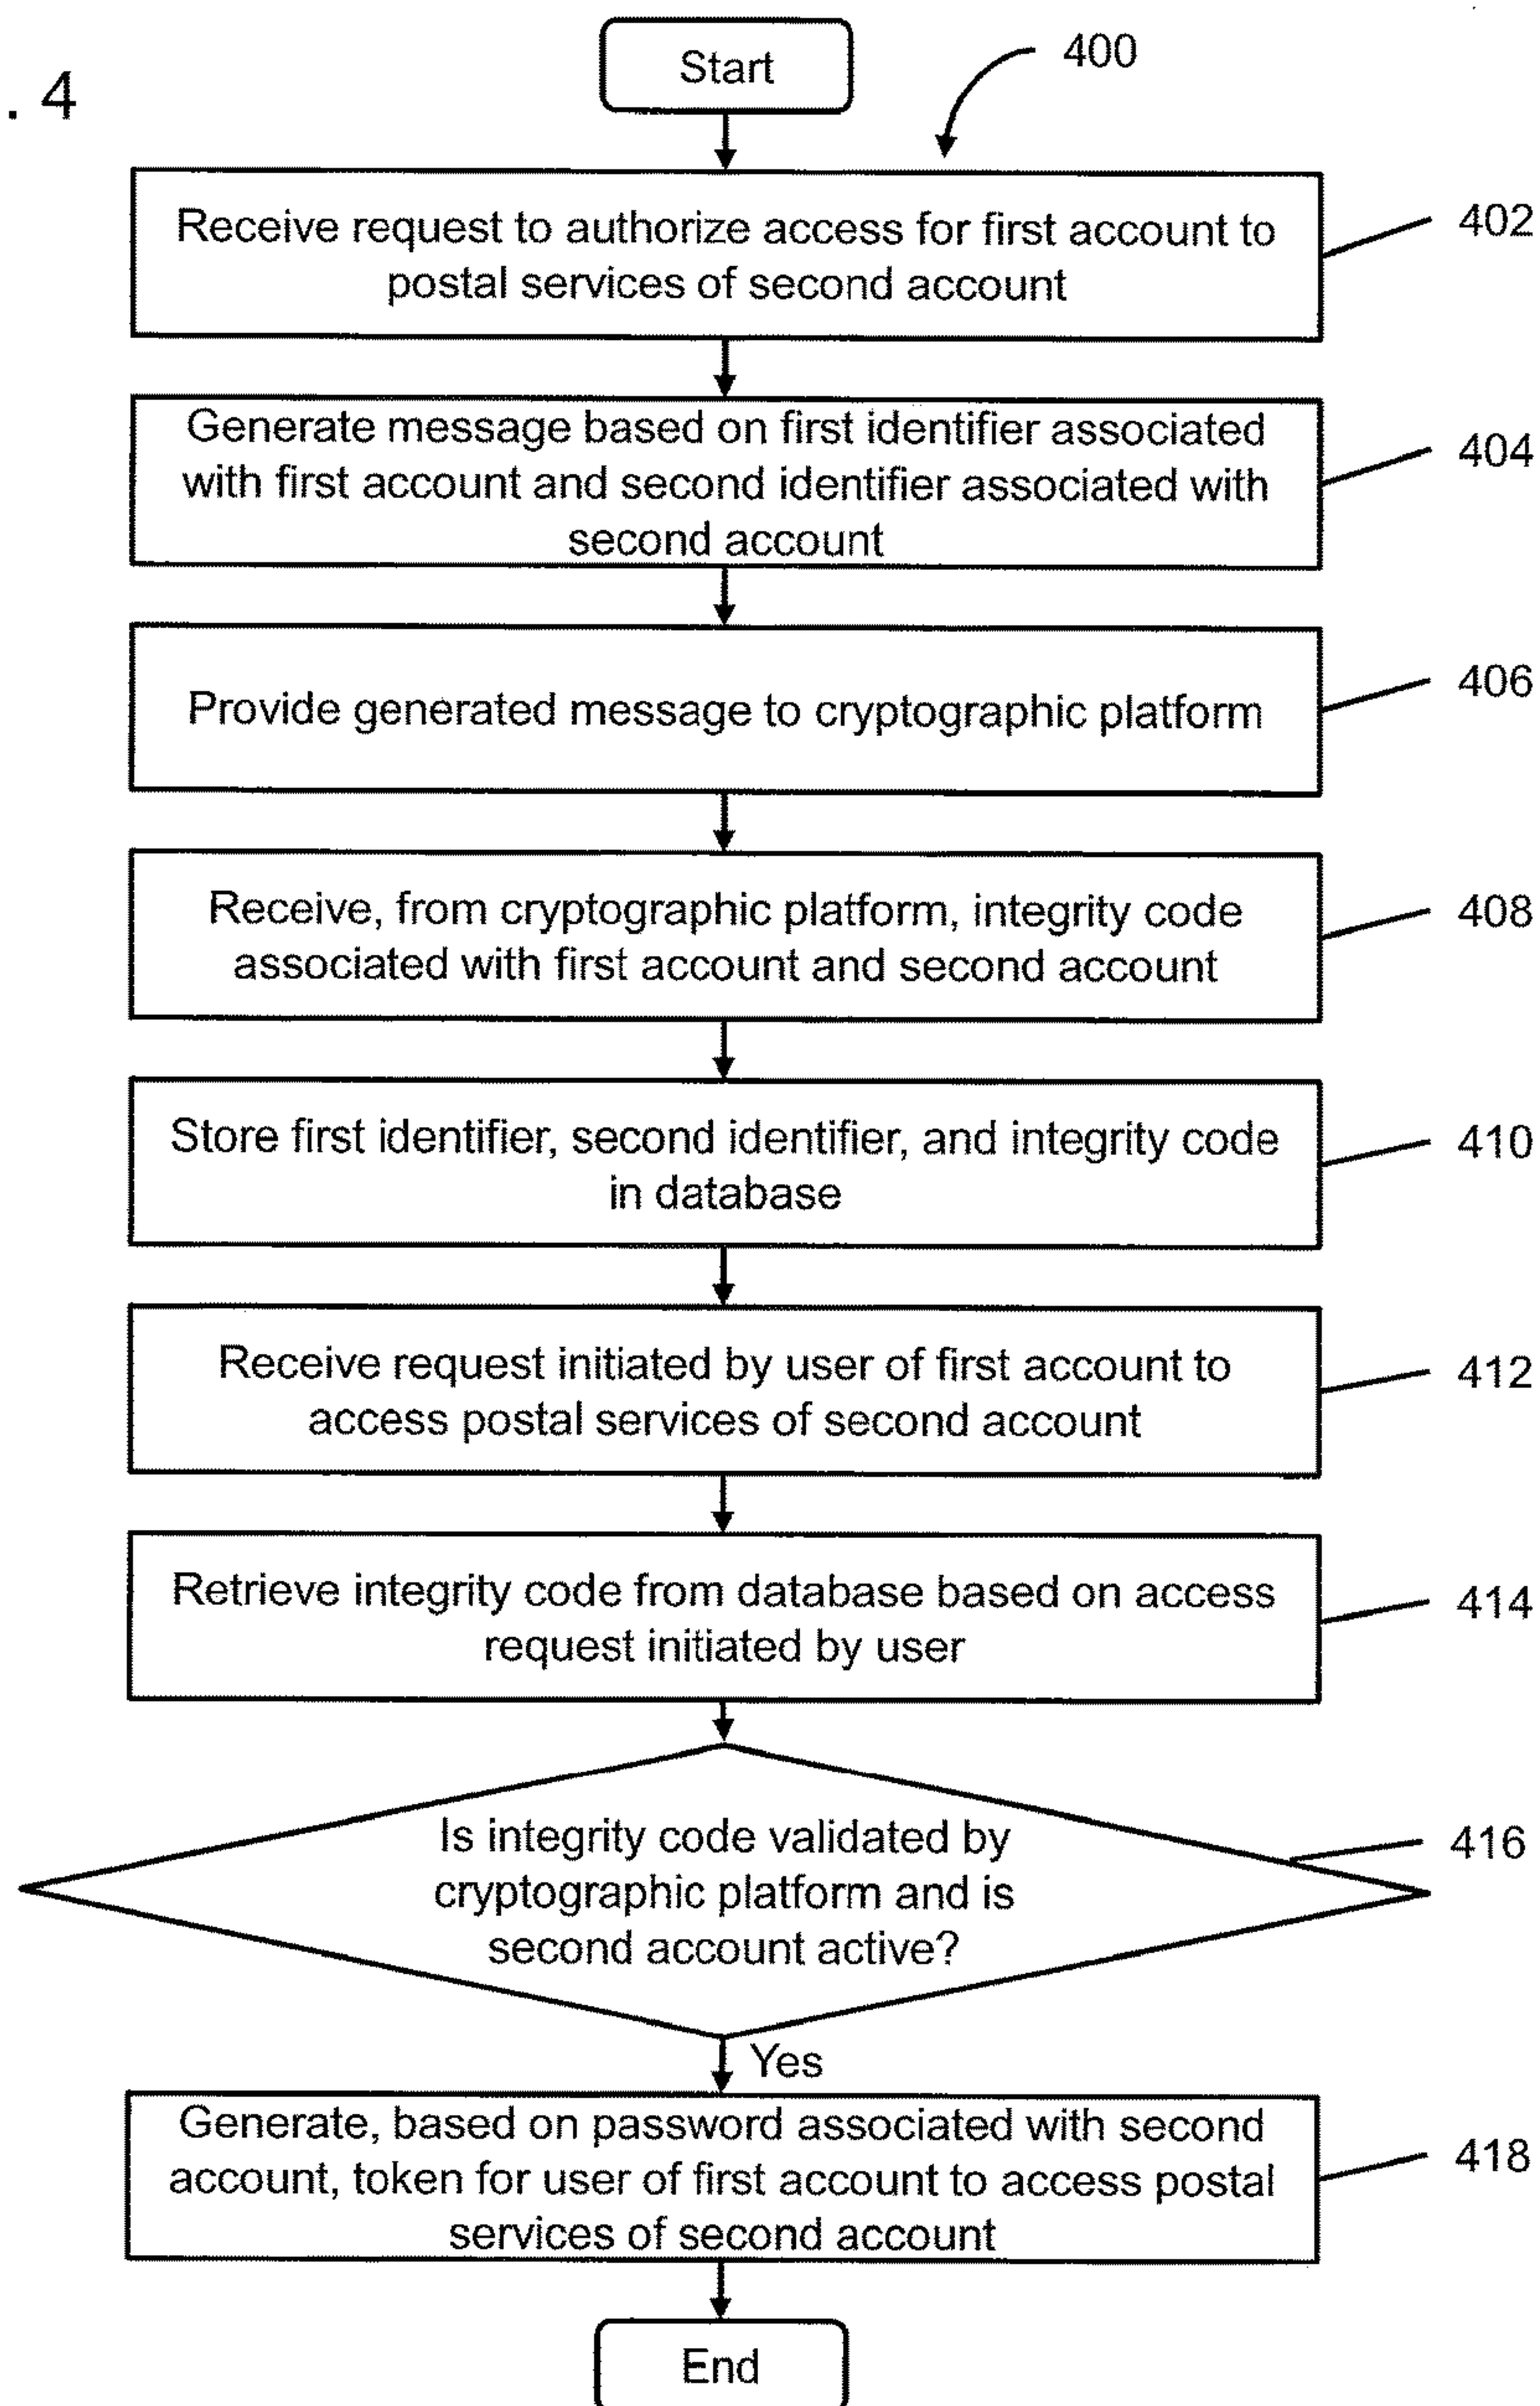 . 4
Start
400
Receive request to authorize access for first account to
postal services of second account
402
Generate message based on first identifier associated
with first account and second identifier associated with
second account
404
Provide generated message to cryptographic platform
406
Receive, from cryptographic platform, integrity code
associated with first account and second account
408
Store first identifier, second identifier, and integrity code
in database
410
Receive request initiated by user of first account to
access postal services of second account
412
Retrieve integrity code from database based on access
request initiated by user
414
Is integrity code validated by
cryptographic platform and is
second account active?
416
Yes
Generate, based on password associated with second
account, token for user of first account to access postal
services of second account
418
End